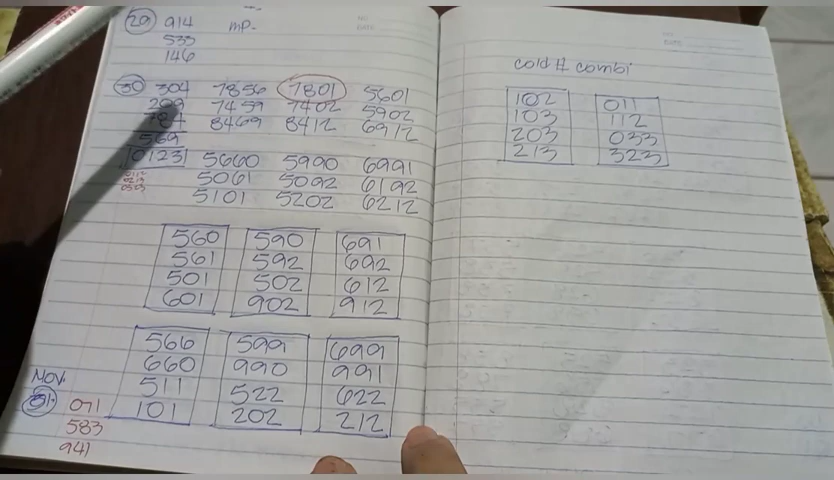 29 914 mp.
533
146
30 304 7856 7801 5601
209 7459 7402 5902
784 8469 8412 6912
569
0123 5660 5990 6991
5061 5092 6192
5101 5202 6212
560 590 691
561 592 692
501 502 612
601 902 912
566 599 699
660 990 991
511 522 622
101 202 212
Nov.
01. 071
583
941
cold # combi
102 011
103 112
203 033
213 323